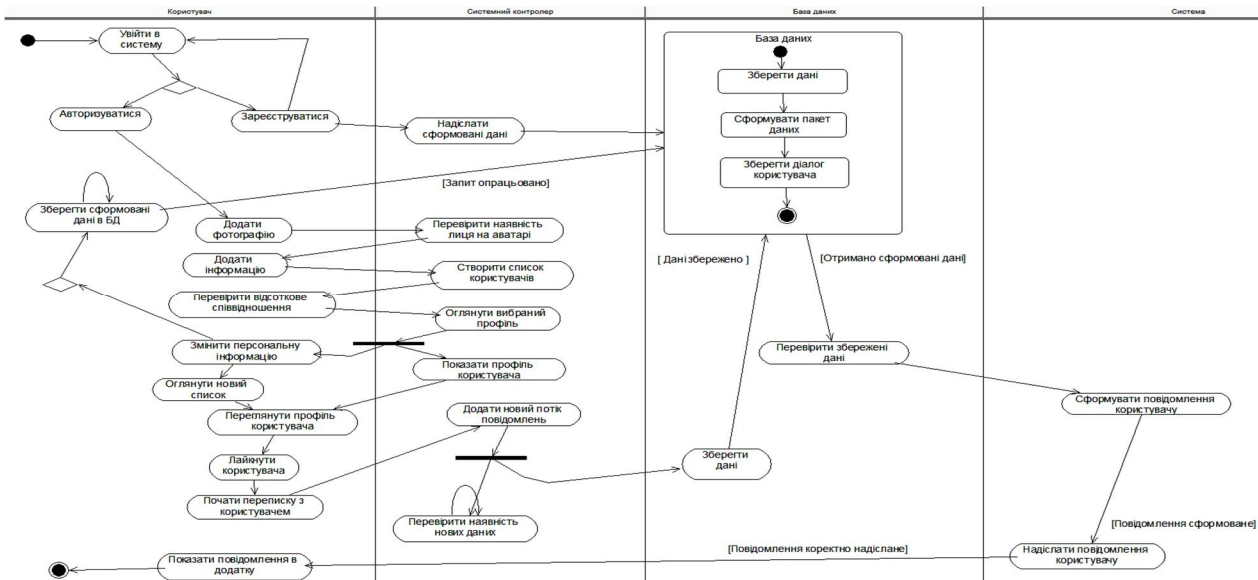 Користувач
Системний контролер
База даних
Система
Увійти в
систему
База даних
Зберегти дані
Авторизуватися
Зареєструватися
Надіслати
сформовані дані
Сформувати пакет
даних
Зберегти діалог
користувача
[Запит опрацьовано]
Зберегти сформовані
дані в БД
Додати
фотографію
Перевірити наявність
лиця на аватарі
Додати
інформацію
Створити список
користувачів
[ Дані збережено ]
[Отримано сформовані дані]
Перевірити відсоткове
співвідношення
Оглянути вибраний
профіль
Змінити персональну
інформацію
Показати профіль
користувача
Перевірити збережені
дані
Оглянути новий
список
Переглянути профіль
користувача
Додати новий потік
повідомлень
Сформувати повідомлення
користувачу
Лайкнути
користувача
Зберегти
дані
Почати переписку з
користувачем
Перевірити наявність
нових даних
[Повідомлення сформоване]
[Повідомлення коректно надіслане]
Надіслати повідомлення
користувачу
Показати повідомлення в
додатку